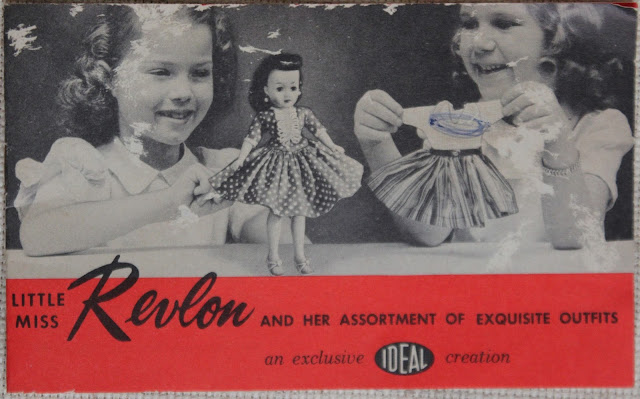 LITTLE
MISS Revlon AND HER ASSORTMENT OF EXQUISITE OUTFITS
an exclusive IDEAL creation